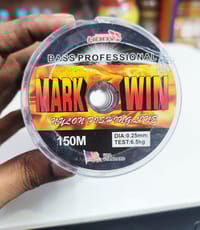 BASS PROFESSIONAL
MARK WIN
NYLON FISHING LINE
150M
DIA:0.25mm
TEST:6.5kg